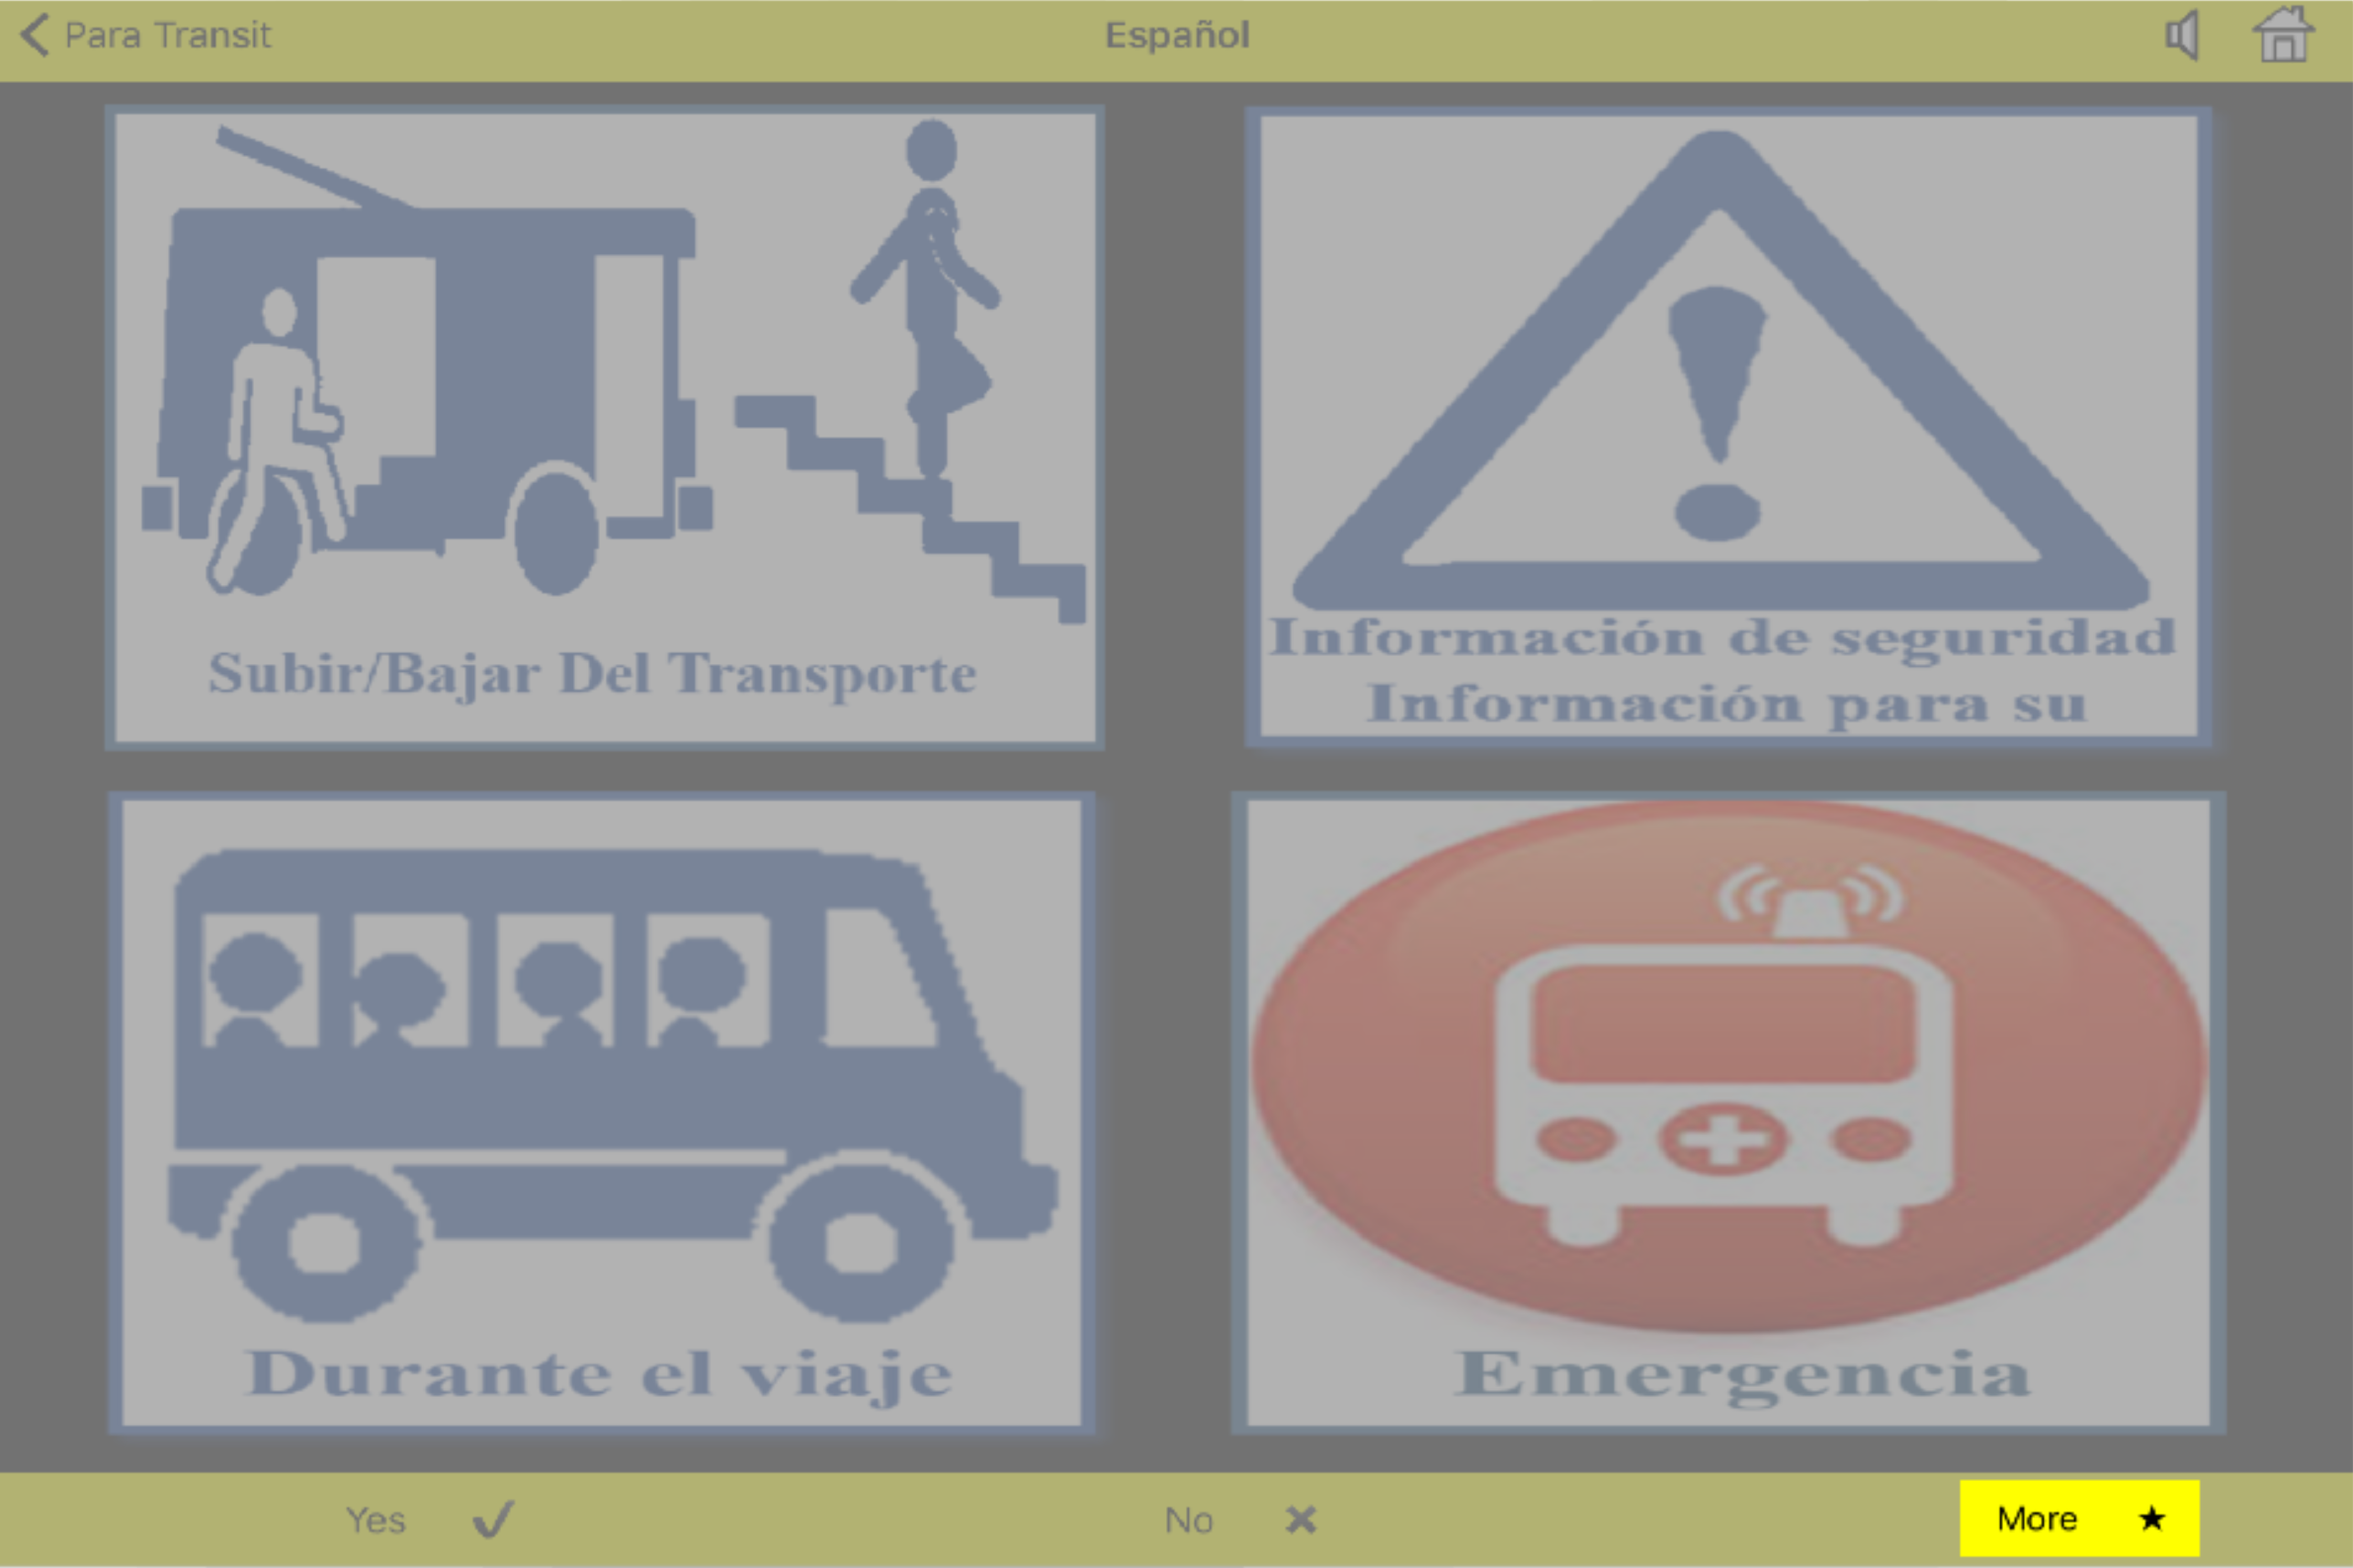 Para Transit
Español
Subir/Bajar Del Transporte
Información de seguridad
Información para su
Durante el viaje
Emergencia
Yes
No
More